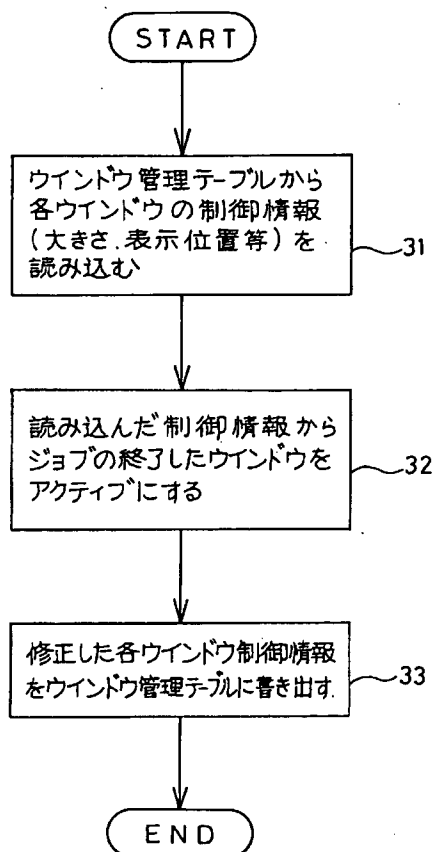 START
ウインドウ管理テーブルから
各ウインドウの制御情報
(大きさ、表示位置等)を
読み込む
31
読み込んだ制御情報から
ジョブの終了したウインドウを
アクティブにする
32
修正した各ウインドウ制御情報
をウインドウ管理テーブルに書き出す.
33
END